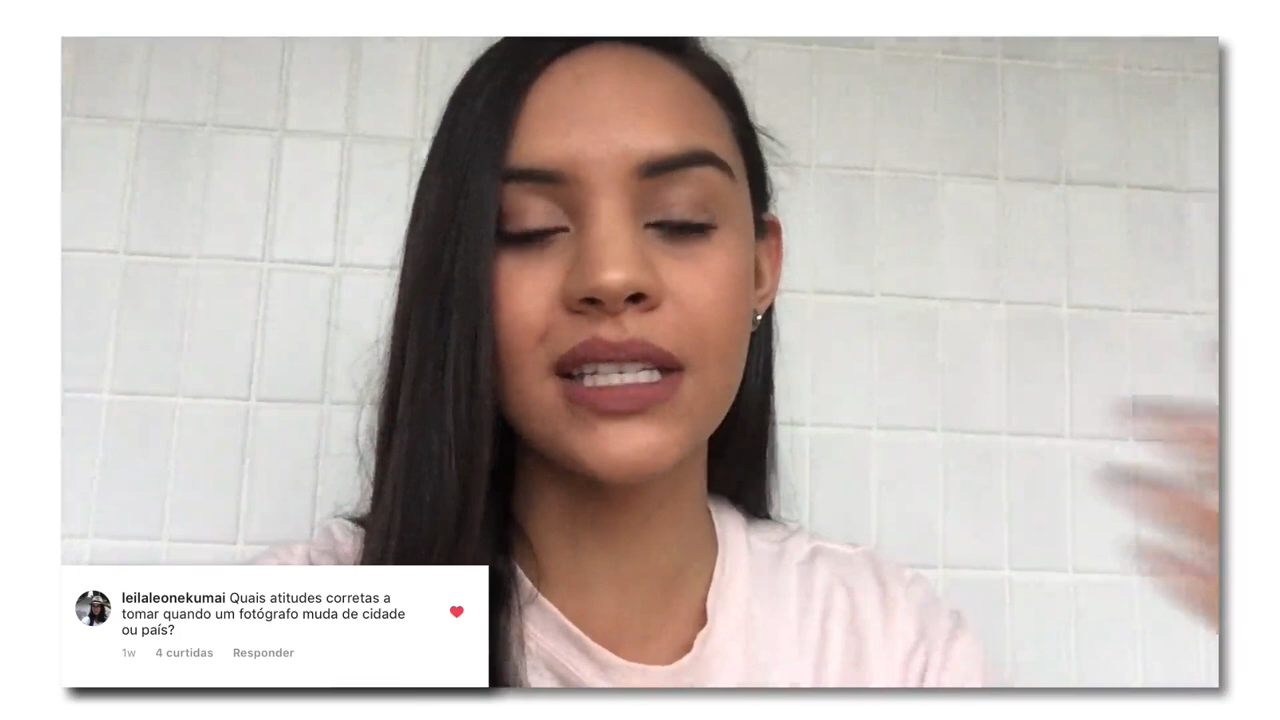 leilaleonekumai Quais atitudes corretas a
tomar quando um fotógrafo muda de cidade
ou país?
1w 4 curtidas Responder